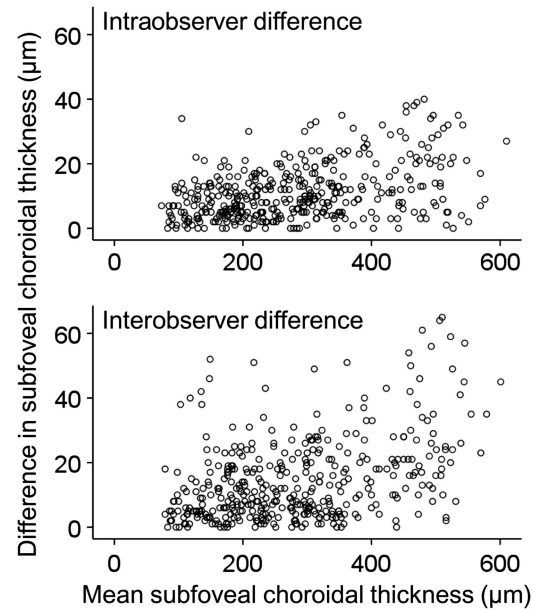 Intraobserver difference
60
40
20
0
0 200 400 600
Interobserver difference
60
40
20
0
0 200 400 600
Mean subfoveal choroidal thickness (μm)
Difference in subfoveal choroidal thickness (μm)